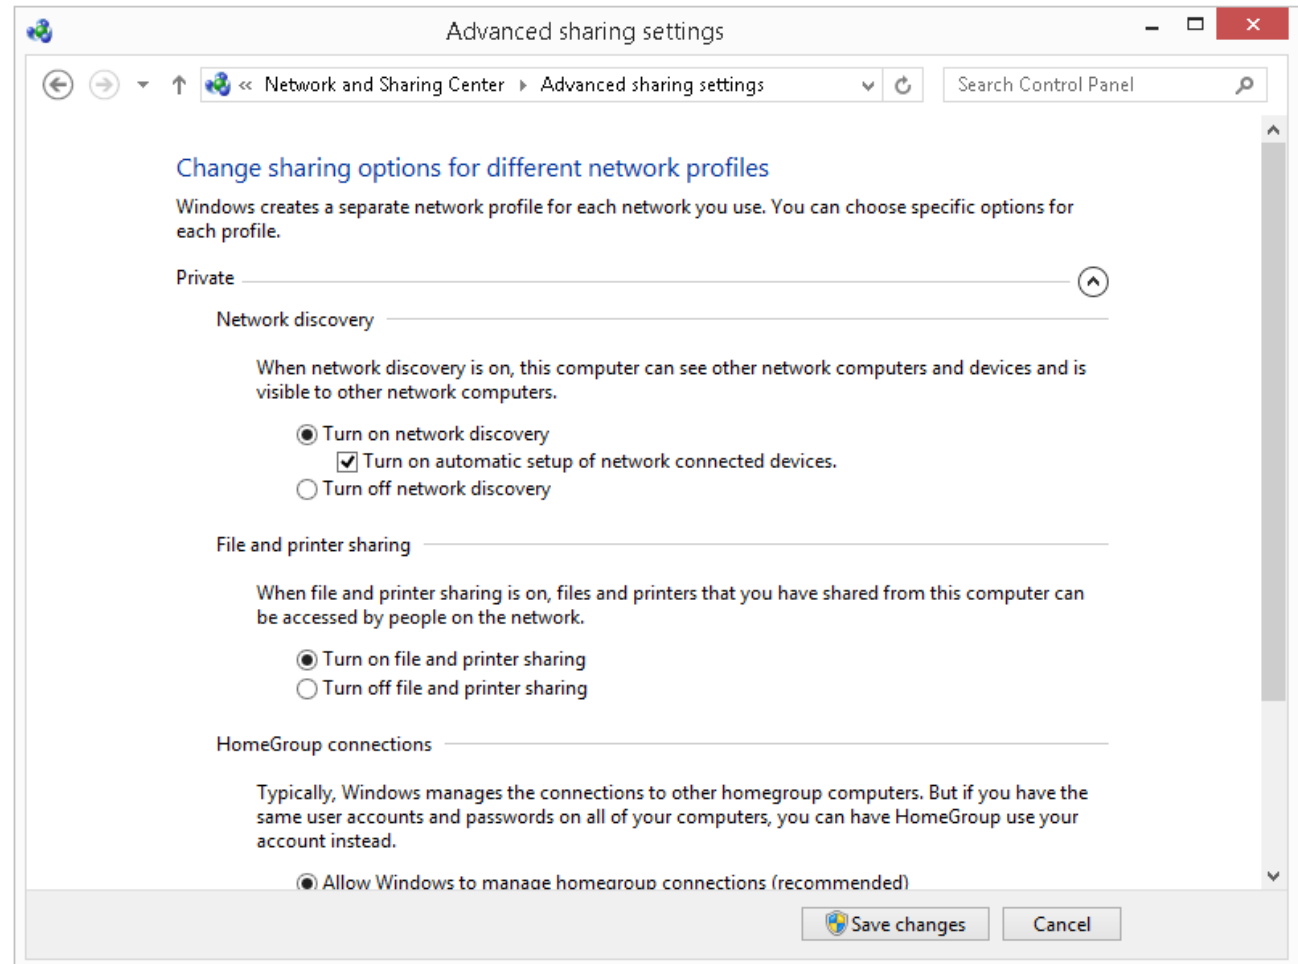 Advanced sharing settings
« Network and Sharing Center Advanced sharing settings
Search Control Panel
Change sharing options for different network profiles
Windows creates a separate network profile for each network you use. You can choose specific options for
each profile.
Private
Network discovery
When network discovery is on, this computer can see other network computers and devices and is
visible to other network computers.
Turn on network discovery
Turn on automatic setup of network connected devices.
Turn off network discovery
File and printer sharing
When file and printer sharing is on, files and printers that you have shared from this computer can
be accessed by people on the network.
Turn on file and printer sharing
Turn off file and printer sharing
HomeGroup connections
Typically, Windows manages the connections to other homegroup computers. But if you have the
same user accounts and passwords on all of your computers, you can have HomeGroup use your
account instead.
Allow Windows to manage homegroup connections (recommended)
Save changes
Cancel